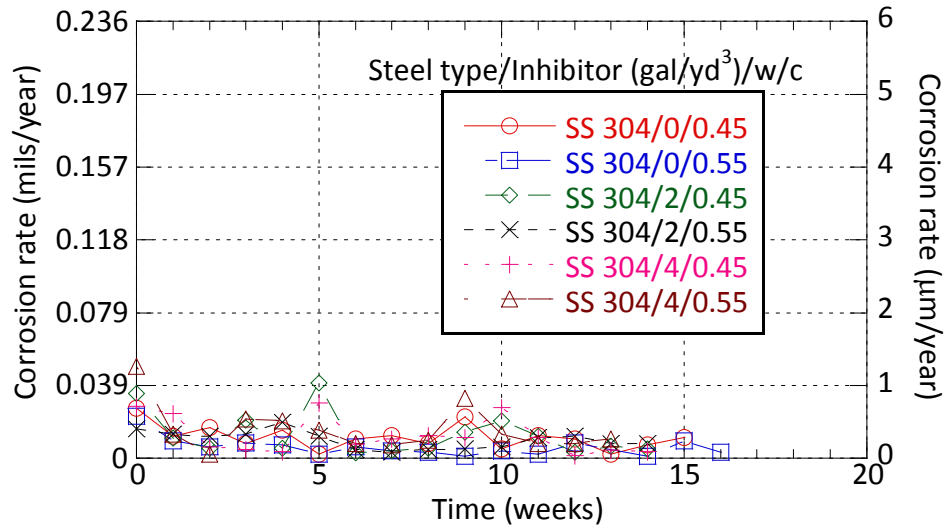 0.236
0.197
0.157
0.118
0.079
0.039
0
Corrosion rate (mils/year)
Steel type/Inhibitor (gal/yd³)/w/c
SS 304/0/0.45
SS 304/0/0.55
SS 304/2/0.45
SS 304/2/0.55
SS 304/4/0.45
SS 304/4/0.55
6
5
4
3
2
1
0
Corrosion rate (μm/year)
0 5 10 15 20
Time (weeks)